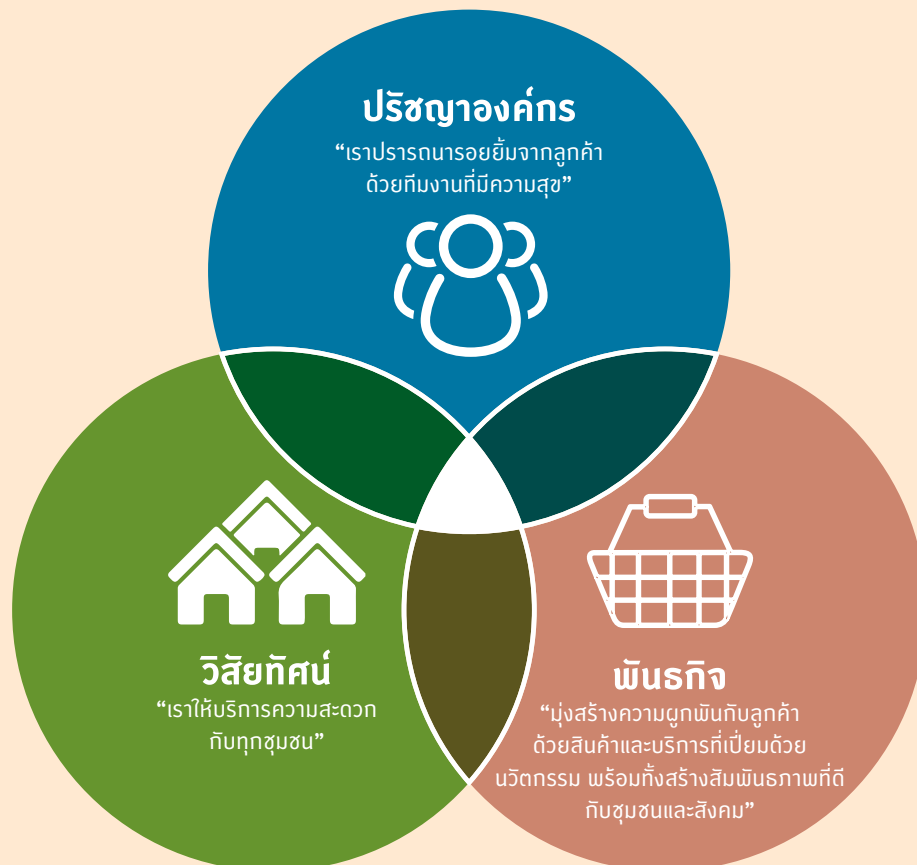 ปรัชญาองค์กร
“เราปรารถนารอยยิ้มจากลูกค้า
ด้วยทีมงานที่มีความสุข”
วิสัยทัศน์
“เราให้บริการความสะดวก
กับทุกชุมชน”
พันธกิจ
“มุ่งสร้างความผูกพันกับลูกค้า
ด้วยสินค้าและบริการที่เปี่ยมด้วย
นวัตกรรม พร้อมทั้งสร้างสัมพันธภาพที่ดี
กับชุมชนและสังคม”